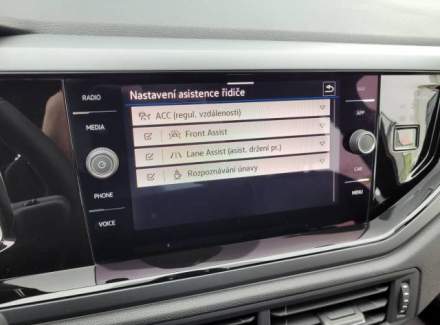 Nastavení asistence řidiče
ACC (regul. vzdálenosti)
Front Assist
Lane Assist (asist. držení pr.)
Rozpoznávání únavy
RADIO
MEDIA
PHONE
VOICE
APP
CAR
MENU